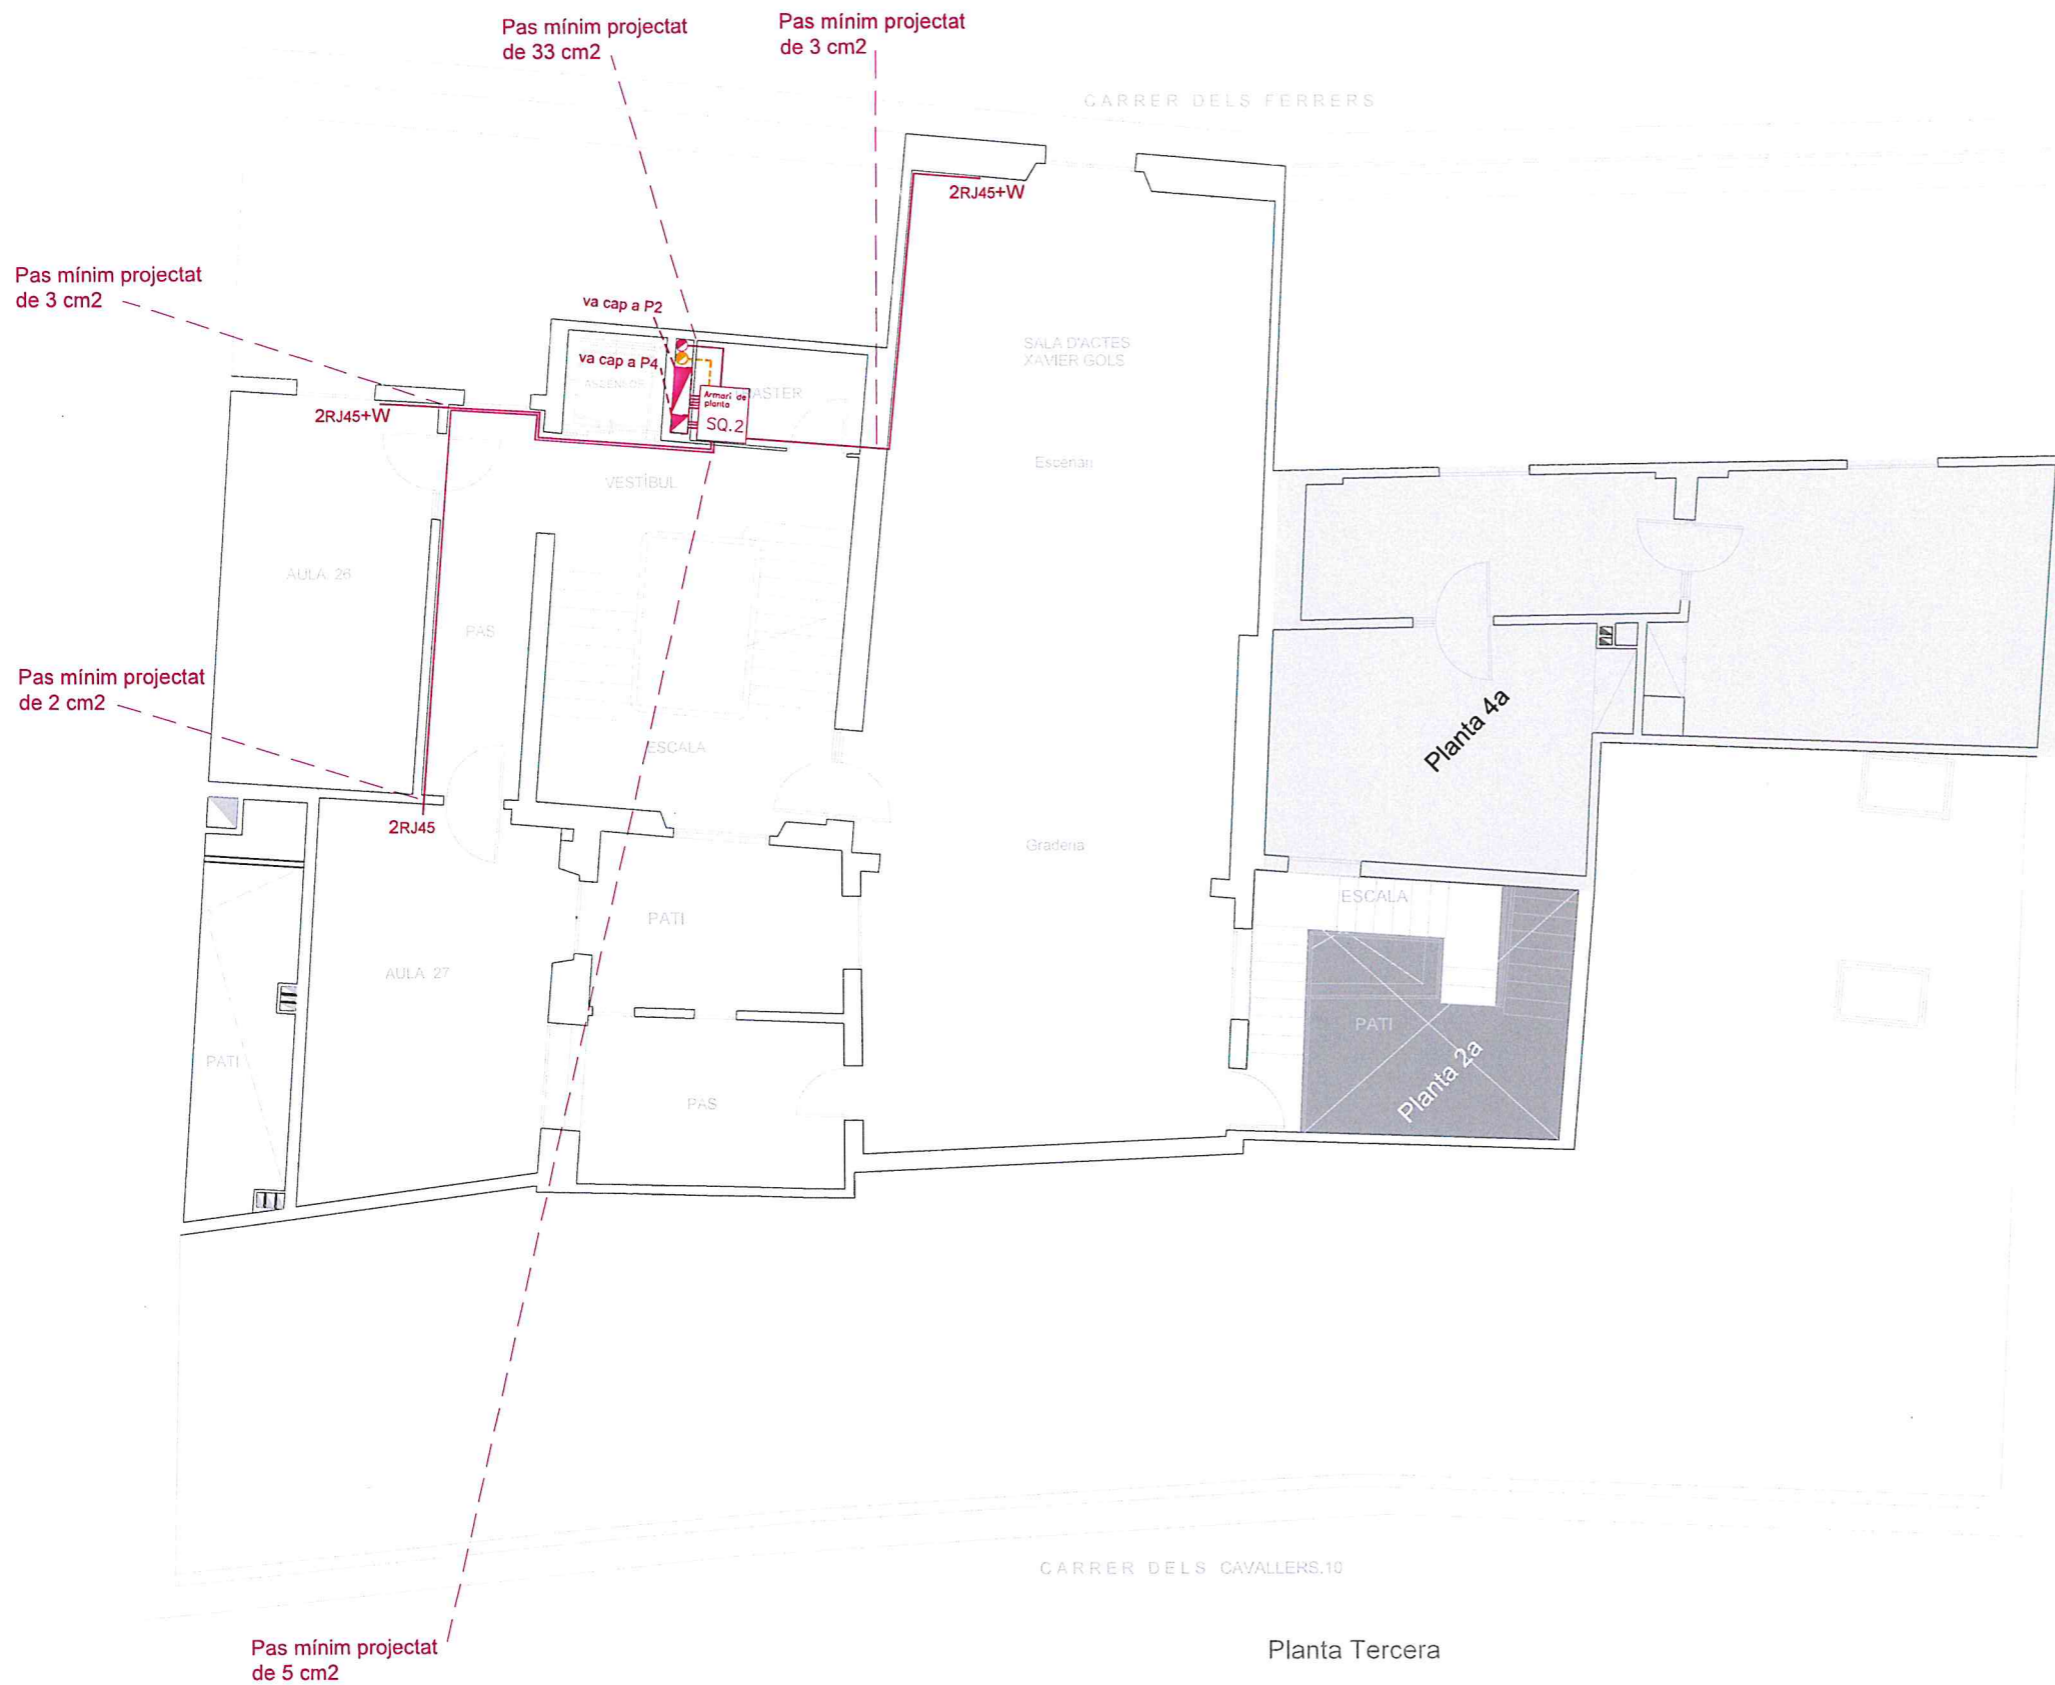 Pas mínim projectat
de 33 cm2
Pas mínim projectat
de 3 cm2
CARRER DELS FERRERS
2RJ45+W
Pas mínim projectat
de 3 cm2
va cap a P2
va cap a P4
SALA D'ACTES
XAVIER GOLS
ASCENSOR
RASTER
Armari de
planta
SQ.2
2RJ45+W
Escenari
VESTÍBUL
AULA 26
PAS
Pas mínim projectat
de 2 cm2
Planta 4a
ESCALA
2RJ45
Graderia
ESCALA
PATI
AULA 27
PATI
Planta 2a
PATI
PAS
CARRER DELS CAVALLERS.10
Planta Tercera
Pas mínim projectat
de 5 cm2